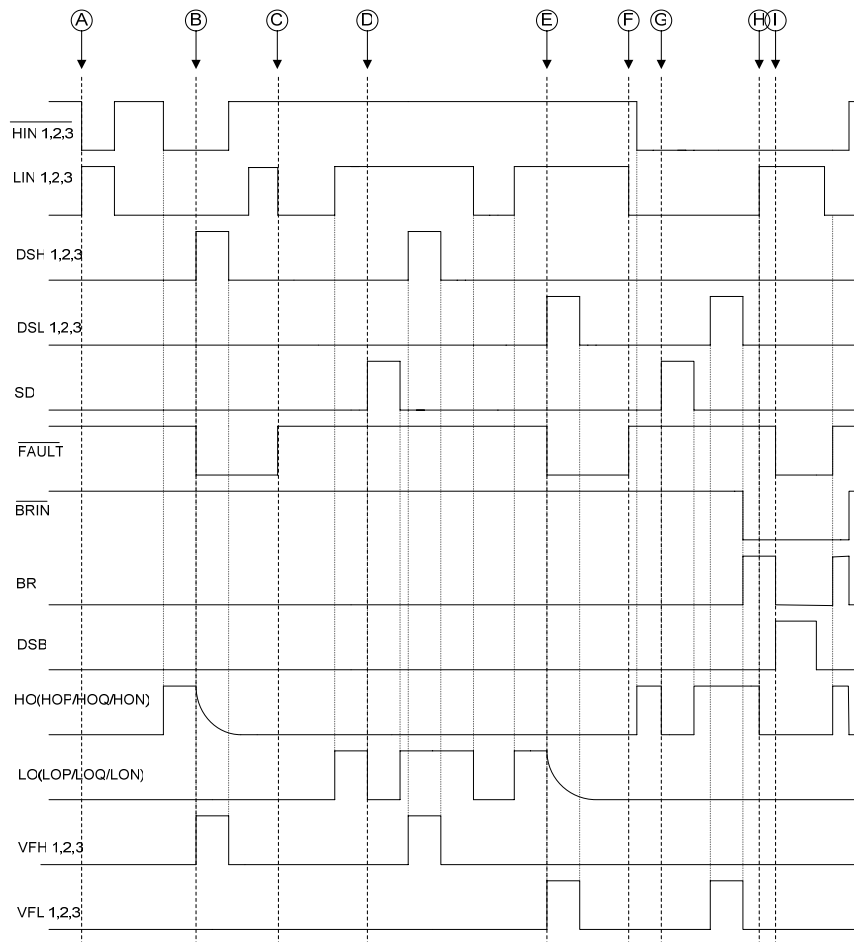 A B C D E F G H I
HIN 1,2,3
LIN 1,2,3
DSH 1,2,3
DSL 1,2,3
SD
FAULT
BRIN
BR
DSB
HO(HOP/HOQ/HON)
LO(LOP/LOQ/LON)
VFH 1,2,3
VFL 1,2,3